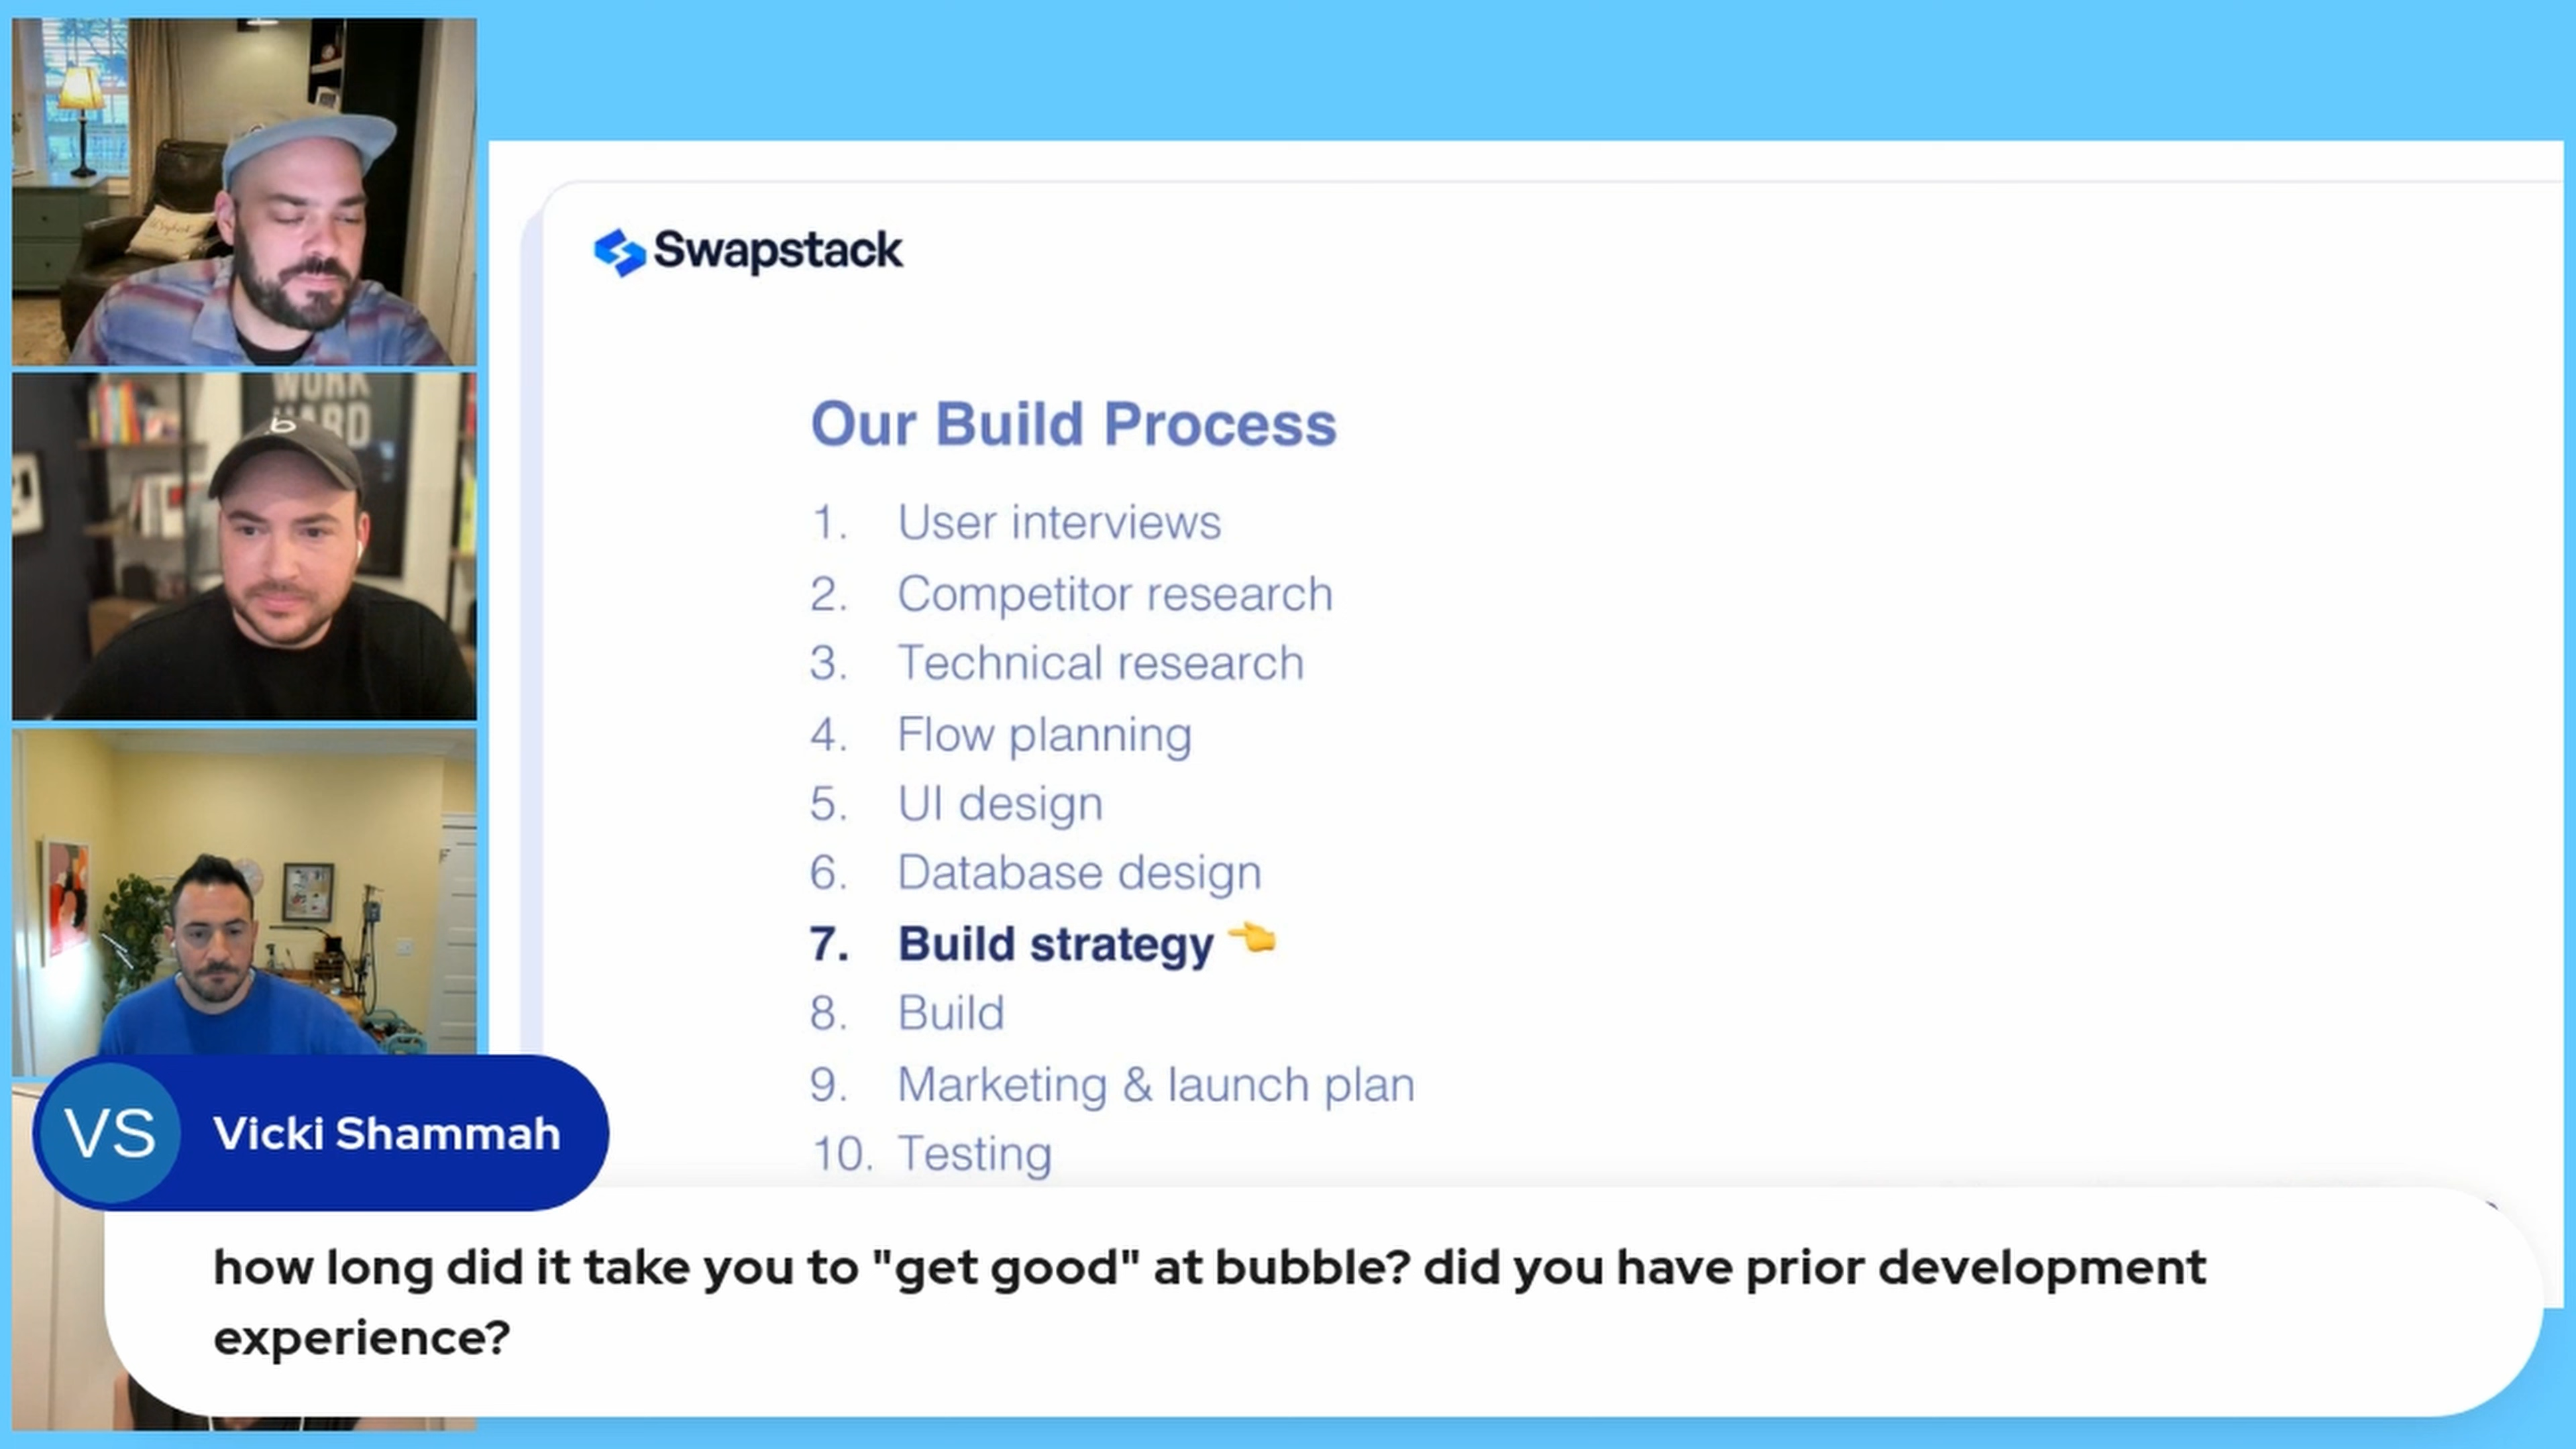 WORK
HARD
b
Swapstack
Our Build Process
1. User interviews
2. Competitor research
3. Technical research
4. Flow planning
5. UI design
6. Database design
7. Build strategy 👈
8. Build
9. Marketing & launch plan
10. Testing
VS Vicki Shammah
how long did it take you to "get good" at bubble? did you have prior development
experience?